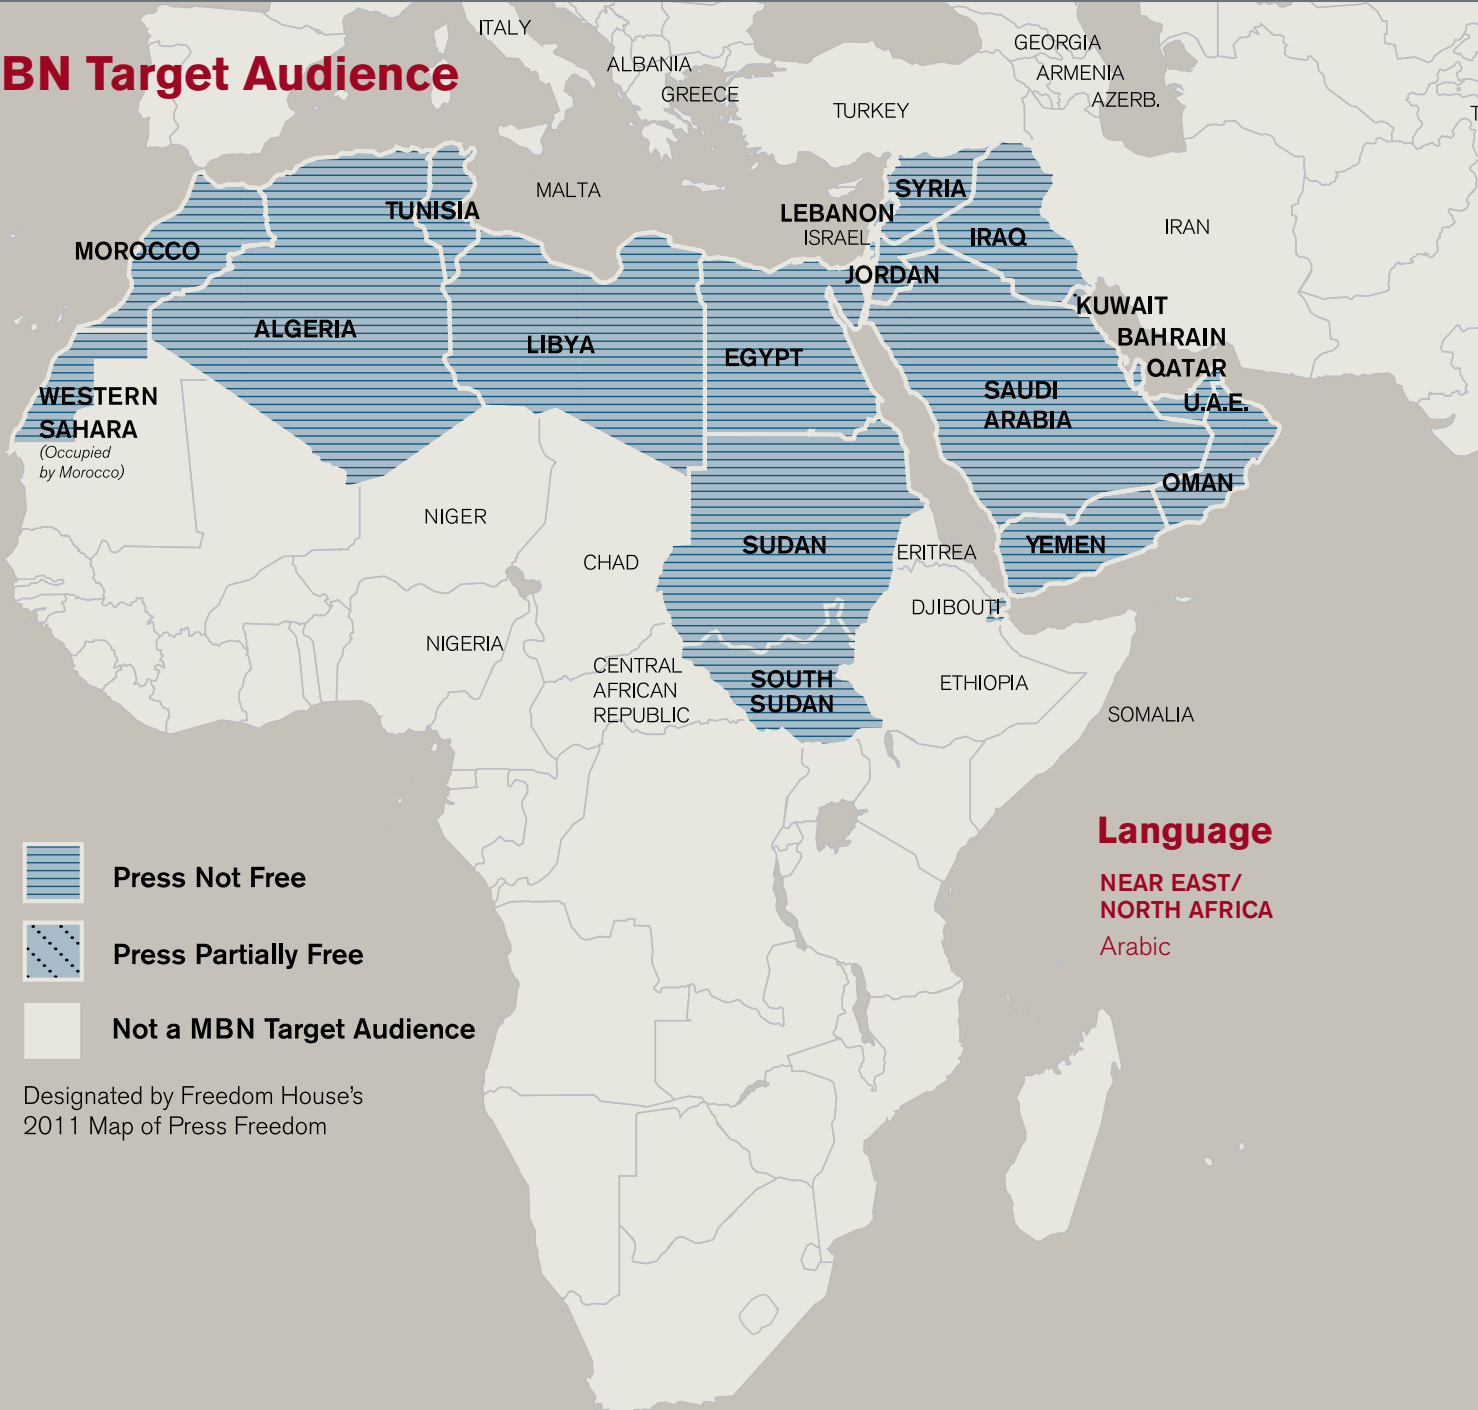 BN Target Audience
ITALY
ALBANIA
GREECE
TURKEY
GEORGIA
ARMENIA
AZERB.
T
MALTA
TUNISIA
MOROCCO
ALGERIA
LIBYA
EGYPT
SYRIA
LEBANON
ISRAEL
IRAQ
JORDAN
IRAN
KUWAIT
BAHRAIN
QATAR
U.A.E.
SAUDI
ARABIA
OMAN
YEMEN
WESTERN
SAHARA
(Occupied
by Morocco)
NIGER
CHAD
SUDAN
ERITREA
DJIBOUTI
NIGERIA
CENTRAL
AFRICAN
REPUBLIC
SOUTH
SUDAN
ETHIOPIA
SOMALIA
Press Not Free
Press Partially Free
Not a MBN Target Audience
Designated by Freedom House’s
2011 Map of Press Freedom
Language
NEAR EAST/
NORTH AFRICA
Arabic